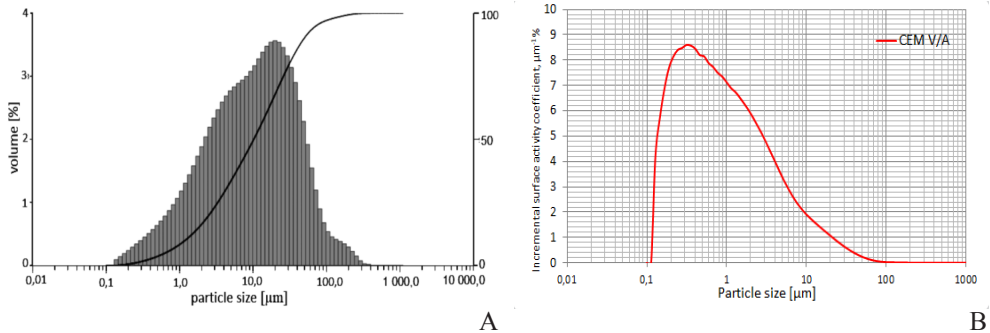 volume [%]
4
3
2
1
0
100
50
0
0,01 0,1 1,0 10,0 100,0 1 000,0 10 000,0
particle size [μm]
A
Incremental surface activity coefficient, μm⁻¹%
10
9
8
7
6
5
4
3
2
1
0
CEM V/A
0,01 0,1 1 10 100 1000
Particle size [μm]
B